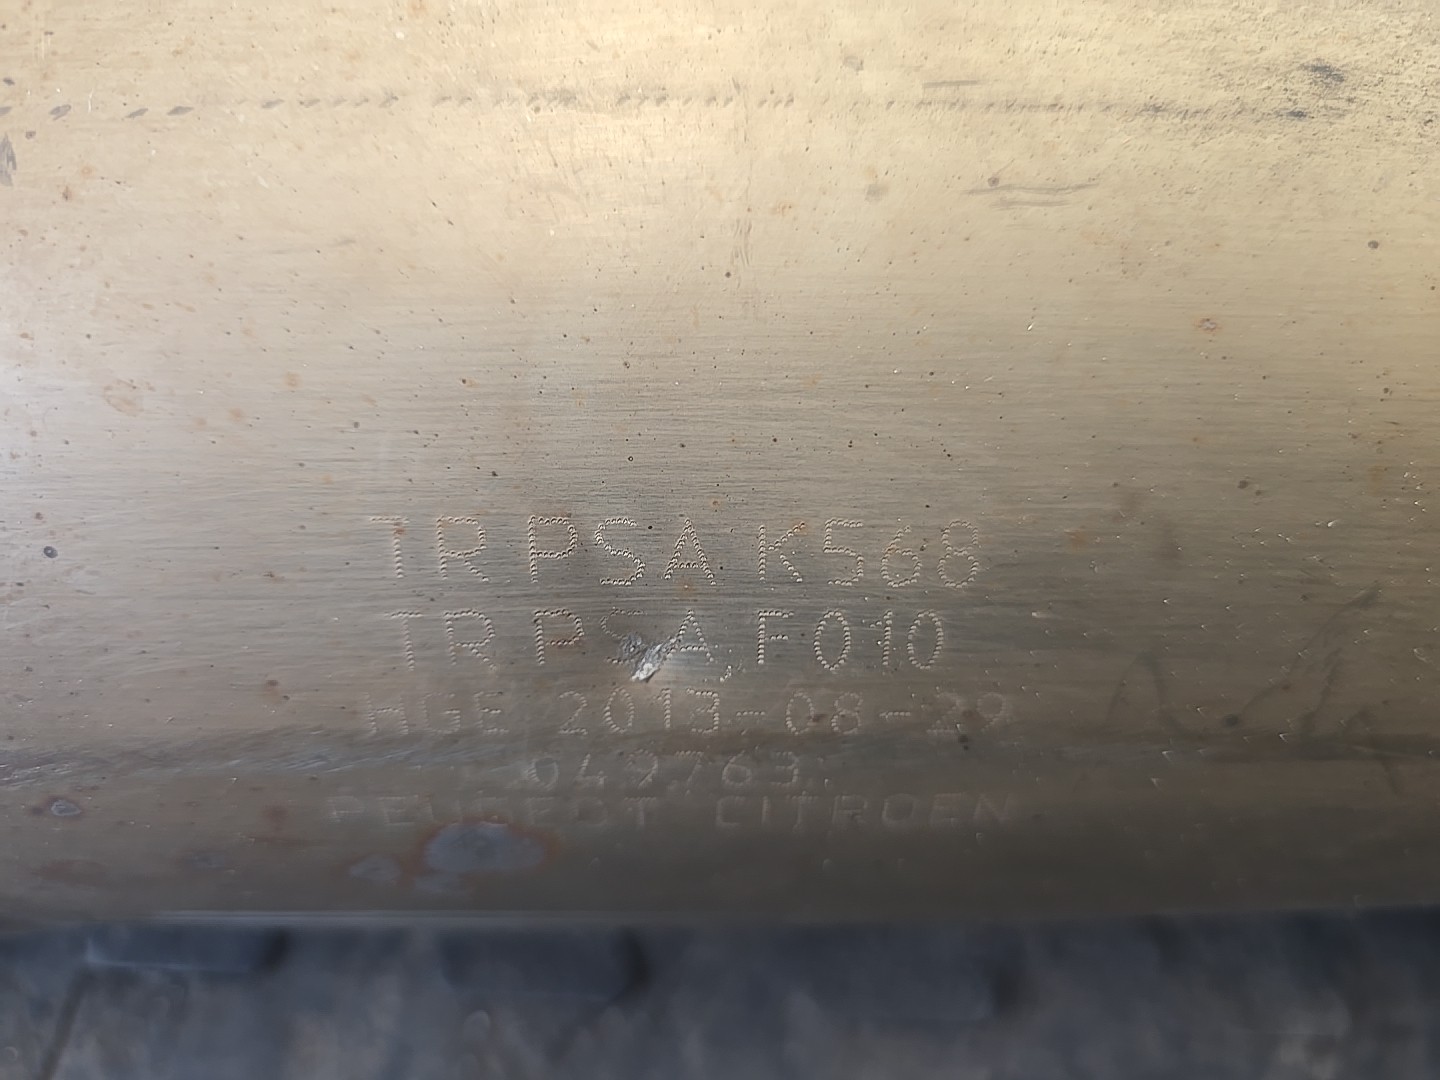 TR PSA K568
TR PSA F010
HGE 2013-08-29
049763
PEUGEOT CITROEN